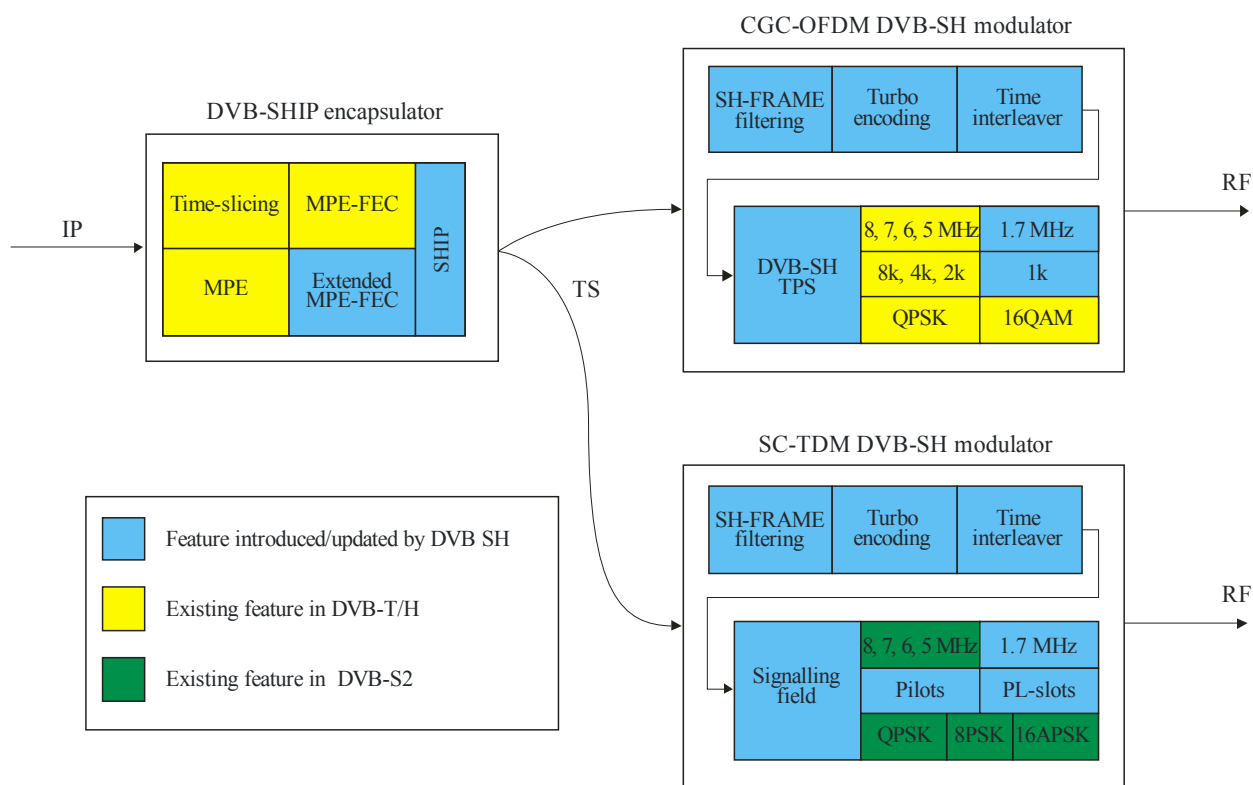 CGC-OFDM DVB-SH modulator
SH-FRAME
filtering
Turbo
encoding
Time
interleaver
DVB-SHIP encapsulator
Time-slicing
MPE-FEC
MPE
Extended
MPE-FEC
SHIP
IP
TS
RF
DVB-SH
TPS
8, 7, 6, 5 MHz
1.7 MHz
8k, 4k, 2k
1k
QPSK
16QAM
SC-TDM DVB-SH modulator
SH-FRAME
filtering
Turbo
encoding
Time
interleaver
RF
Signalling
field
8, 7, 6, 5 MHz
1.7 MHz
Pilots
PL-slots
QPSK
8PSK
16APSK
Feature introduced/updated by DVB SH
Existing feature in DVB-T/H
Existing feature in DVB-S2